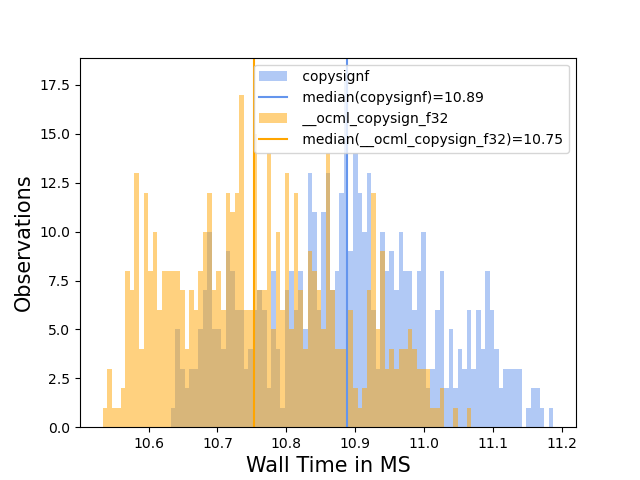 17.5
15.0
12.5
10.0
7.5
5.0
2.5
0.0
Observations
copysignf
median(copysignf)=10.89
__ocml_copysign_f32
median(__ocml_copysign_f32)=10.75
10.6 10.7 10.8 10.9 11.0 11.1 11.2
Wall Time in MS